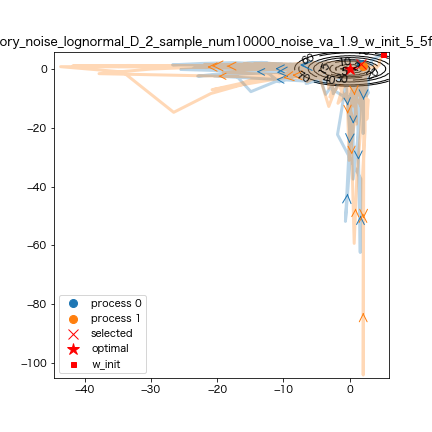 ory_noise_lognormal_D_2_sample_num10000_noise_va_1.9_w_init_5_5f
0
−20
−40
−60
−80
−100
−40
−30
−20
−10
0
process 0
process 1
selected
optimal
w_init